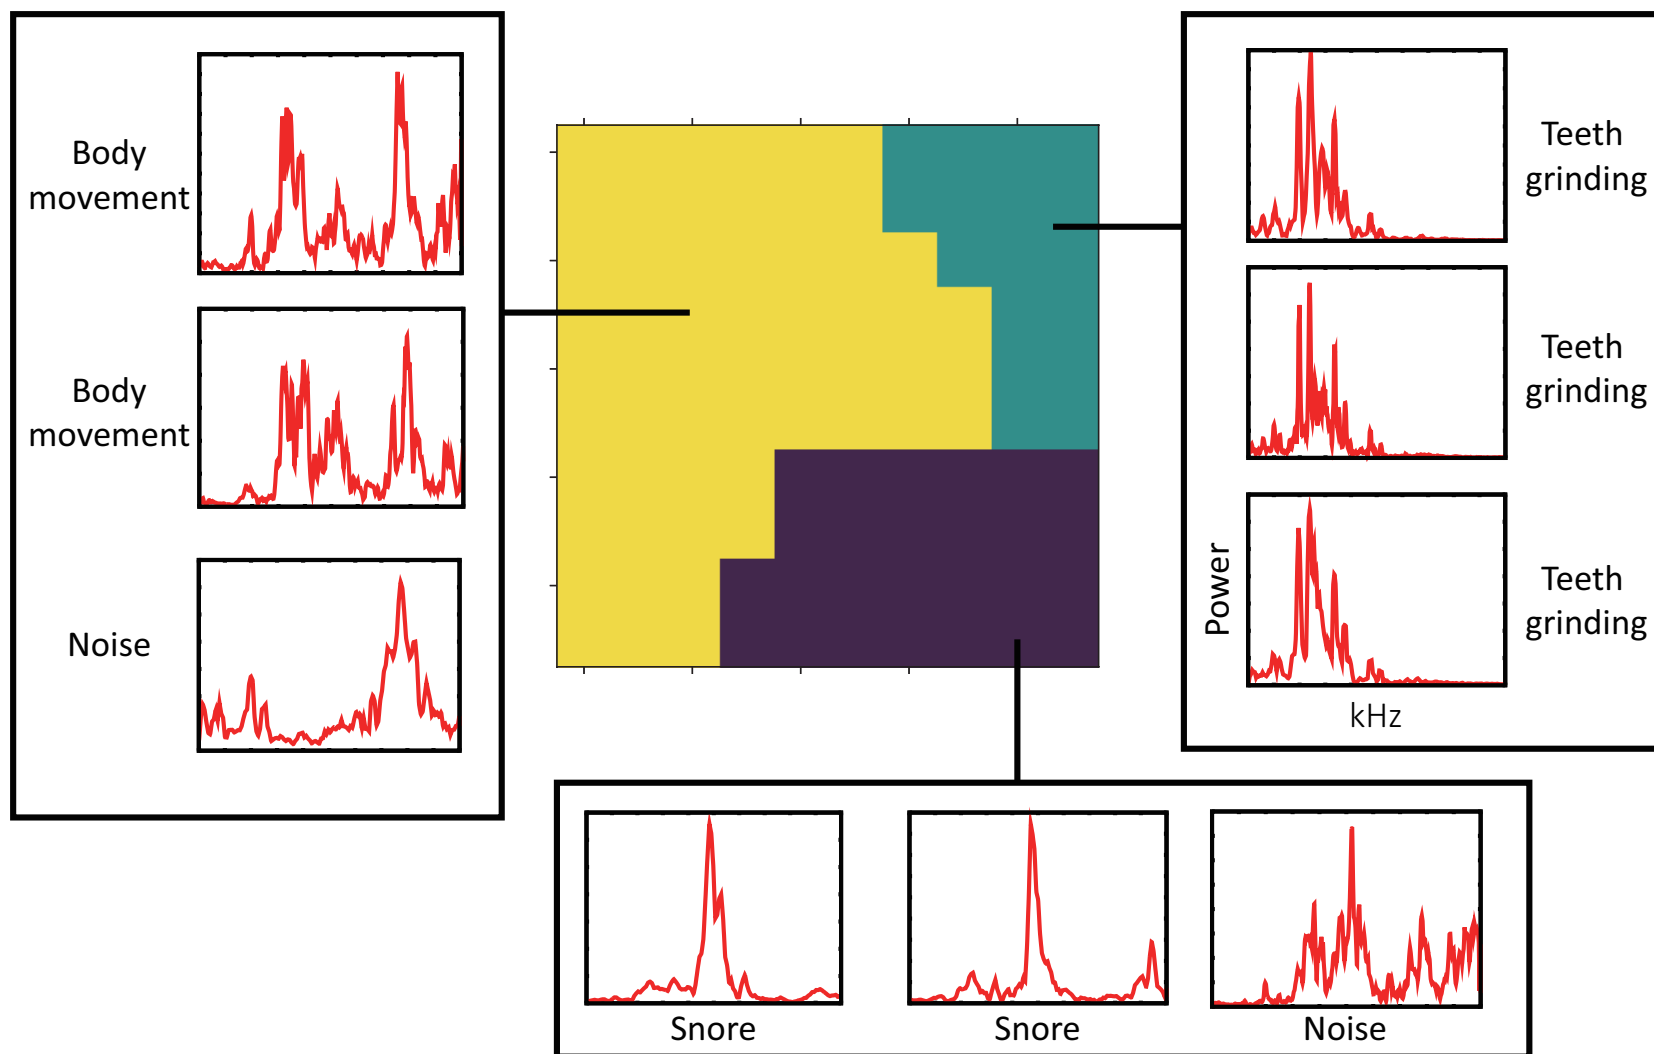 Body
movement
Body
movement
Noise
Teeth
grinding
Teeth
grinding
Teeth
grinding
Power
kHz
Snore
Snore
Noise